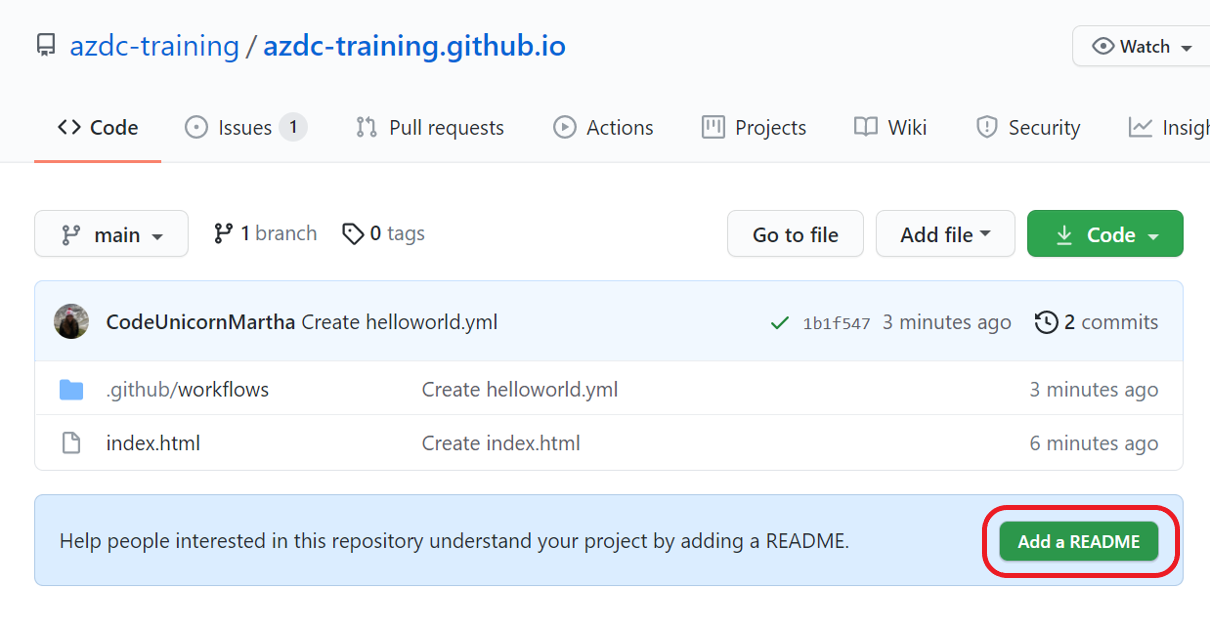 azdc-training / azdc-training.github.io
Watch
Code Issues 1 Pull requests Actions Projects Wiki Security Insigh
main 1 branch 0 tags Go to file Add file Code
CodeUnicornMartha Create helloworld.yml 1b1f547 3 minutes ago 2 commits
.github/workflows Create helloworld.yml 3 minutes ago
index.html Create index.html 6 minutes ago
Help people interested in this repository understand your project by adding a README. Add a README